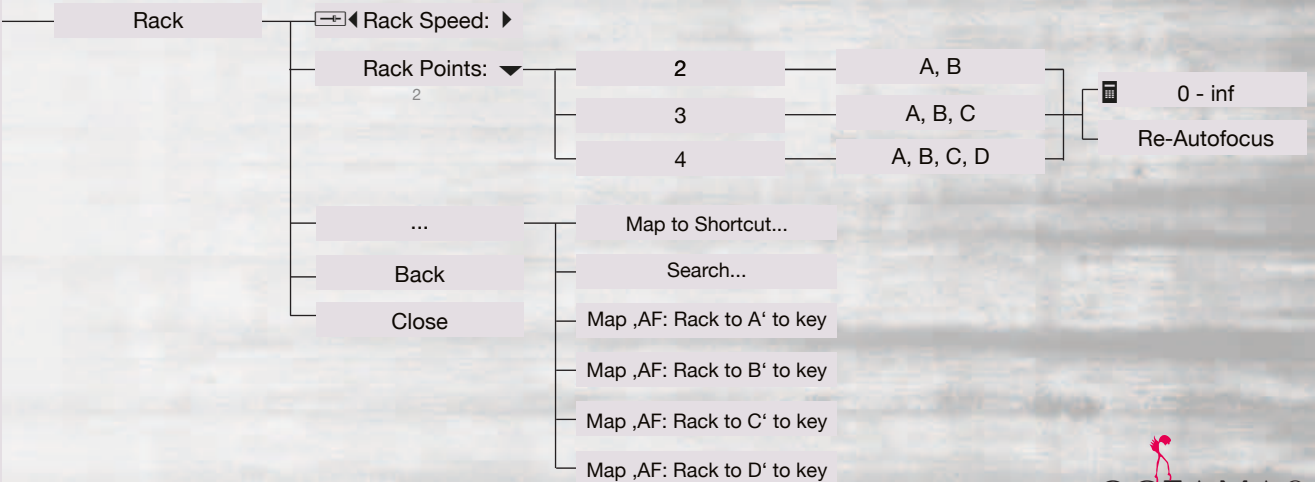 Rack
Rack Speed:
Rack Points:
2
2
A, B
3
A, B, C
4
A, B, C, D
0 - inf
Re-Autofocus
...
Back
Close
Map to Shortcut...
Search...
Map ‚AF: Rack to A‘ to key
Map ‚AF: Rack to B‘ to key
Map ‚AF: Rack to C‘ to key
Map ‚AF: Rack to D‘ to key